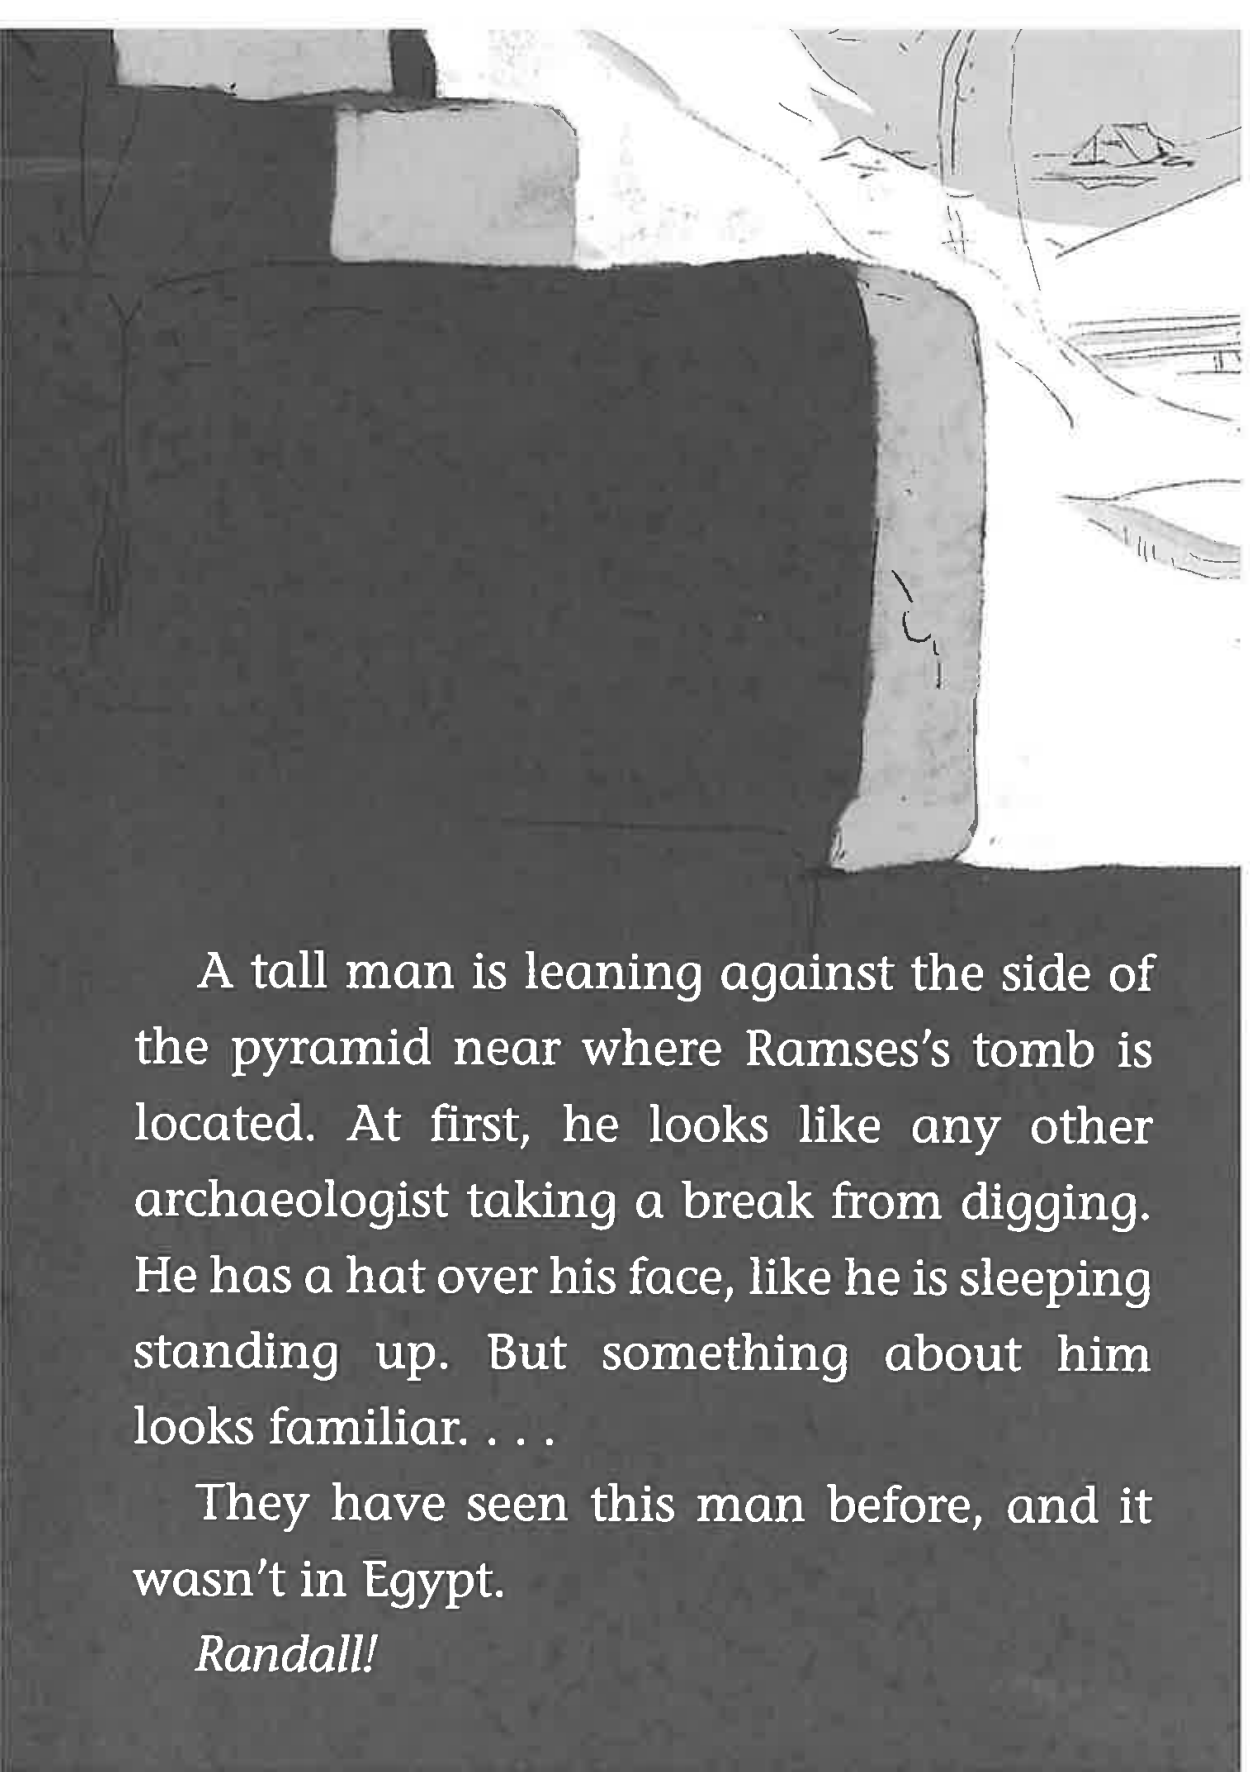 A tall man is leaning against the side of
the pyramid near where Ramses's tomb is
located. At first, he looks like any other
archaeologist taking a break from digging.
He has a hat over his face, like he is sleeping
standing up. But something about him
looks familiar. . . .
They have seen this man before, and it
wasn't in Egypt.
Randall!